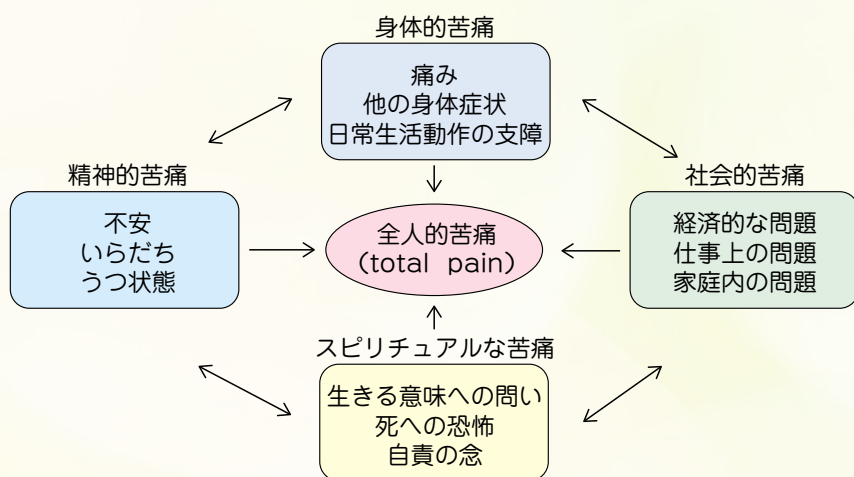 身体的苦痛
痛み
他の身体症状
日常生活動作の支障
精神的苦痛
不安
いらだち
うつ状態
全人的苦痛
(total pain)
社会的苦痛
経済的な問題
仕事上の問題
家庭内の問題
スピリチュアルな苦痛
生きる意味への問い
死への恐怖
自責の念